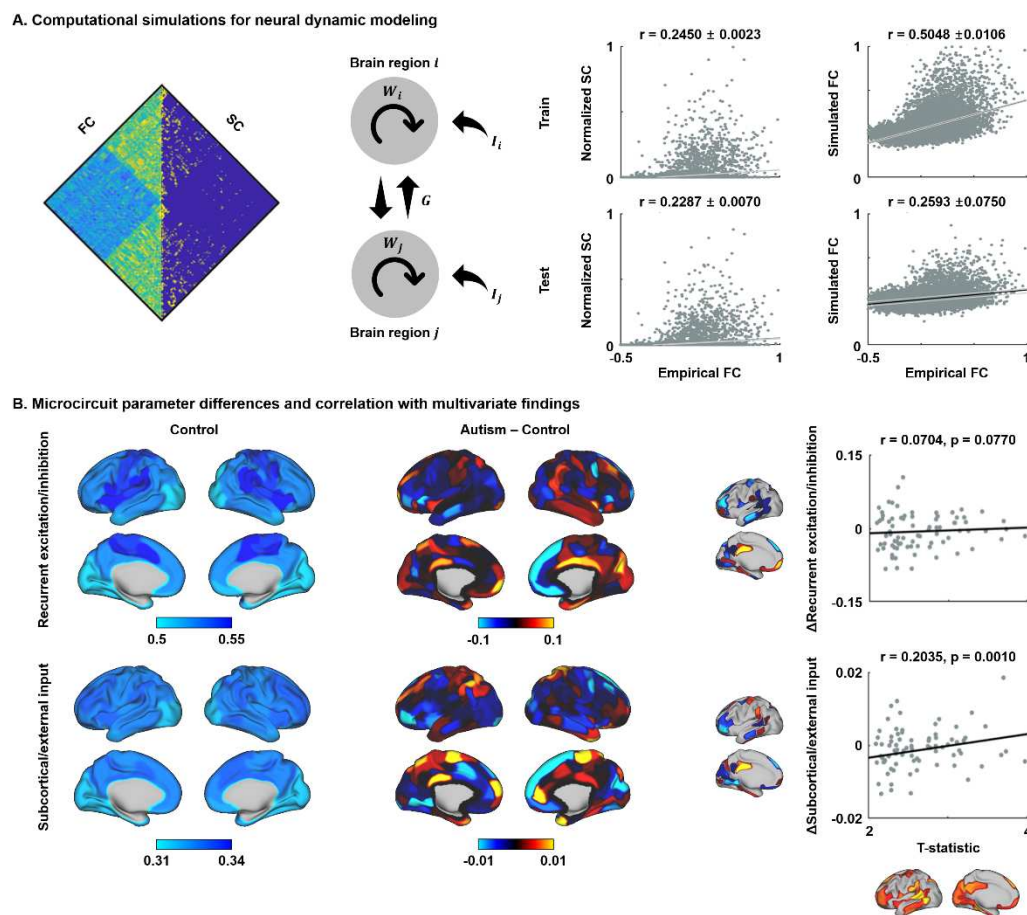 A. Computational simulations for neural dynamic modeling
FC
SC
Brain region i
W_i
I_i
G
W_j
I_j
Brain region j
Train
r = 0.2450 ± 0.0023
1
Normalized SC
0
r = 0.5048 ±0.0106
1
Simulated FC
0
Test
r = 0.2287 ± 0.0070
1
Normalized SC
0
-0.5
1
r = 0.2593 ±0.0750
1
Simulated FC
0
-0.5
1
Empirical FC
Empirical FC
B. Microcircuit parameter differences and correlation with multivariate findings
Control
Autism – Control
Recurrent excitation/inhibition
0.5
0.55
-0.1
0.1
r = 0.0704, p = 0.0770
ΔRecurrent excitation/inhibition
0.15
0
-0.15
Subcortical/external input
0.31
0.34
-0.01
0.01
r = 0.2035, p = 0.0010
ΔSubcortical/external input
0.02
0
-0.02
2
4
T-statistic